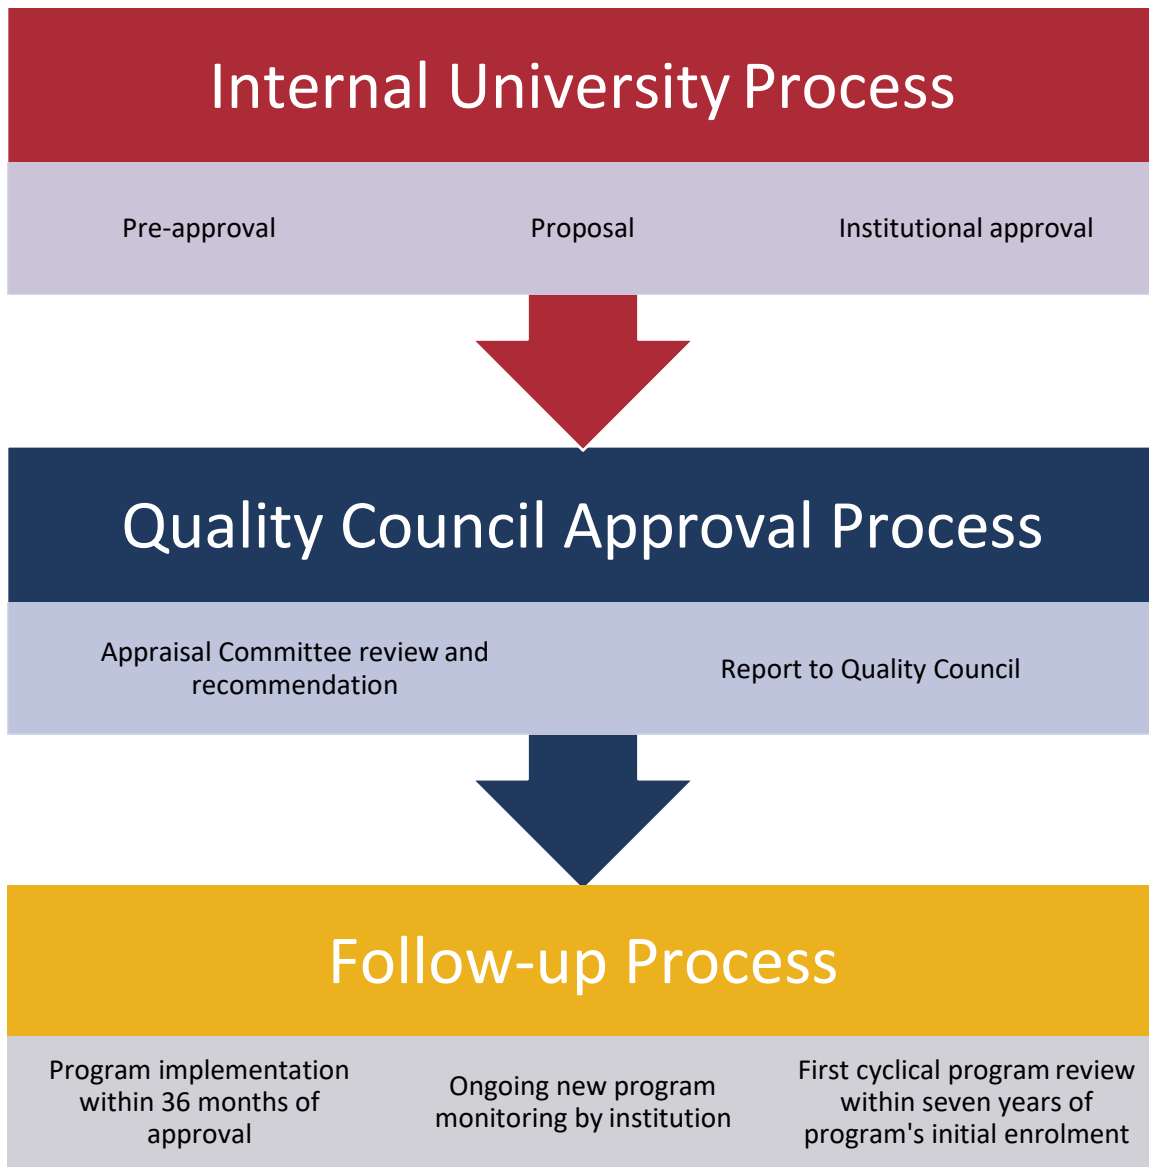 Internal University Process
Pre-approval
Proposal
Institutional approval
Quality Council Approval Process
Appraisal Committee review and
recommendation
Report to Quality Council
Follow-up Process
Program implementation
within 36 months of
approval
Ongoing new program
monitoring by institution
First cyclical program review
within seven years of
program's initial enrolment